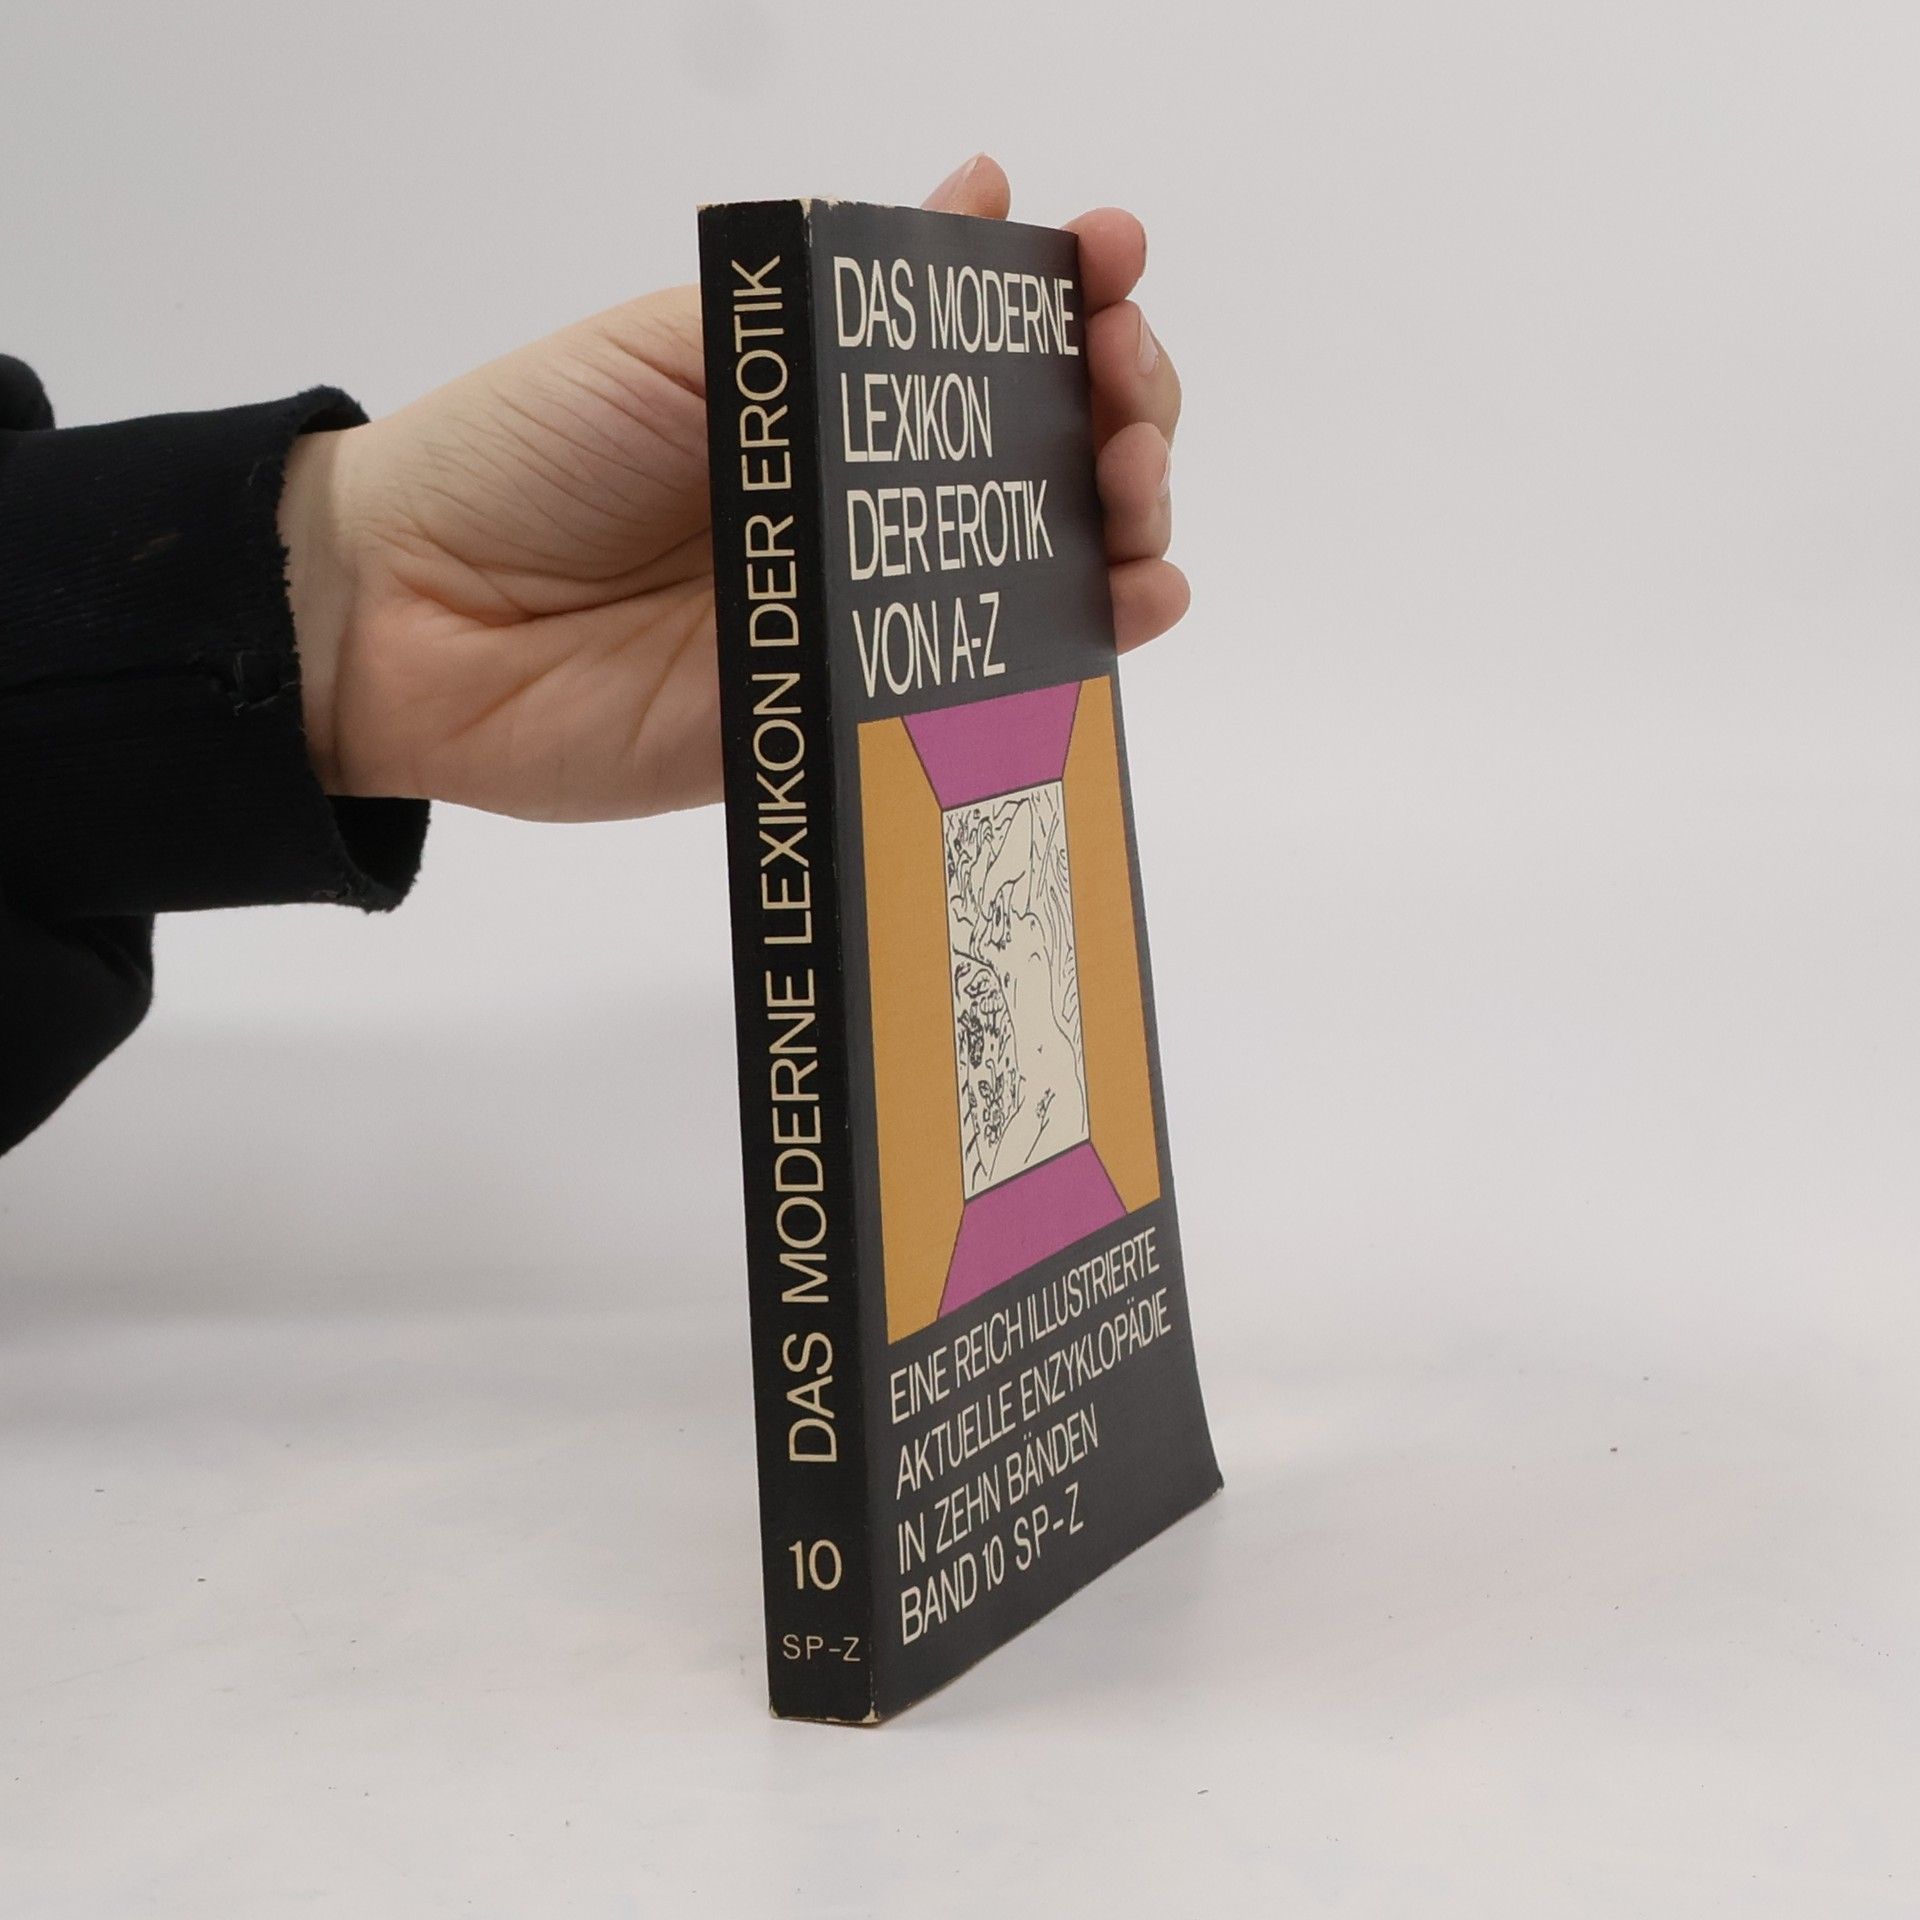 DAS MODERNE LEXIKON DER EROTIK
10
SP-Z
DAS MODERNE
LEXIKON
DER EROTIK
VON A-Z
EINE REICH ILLUSTRIERTE
AKTUELLE ENZYKLOPÄDIE
IN ZEHN BÄNDEN
BAND 10 SP-Z